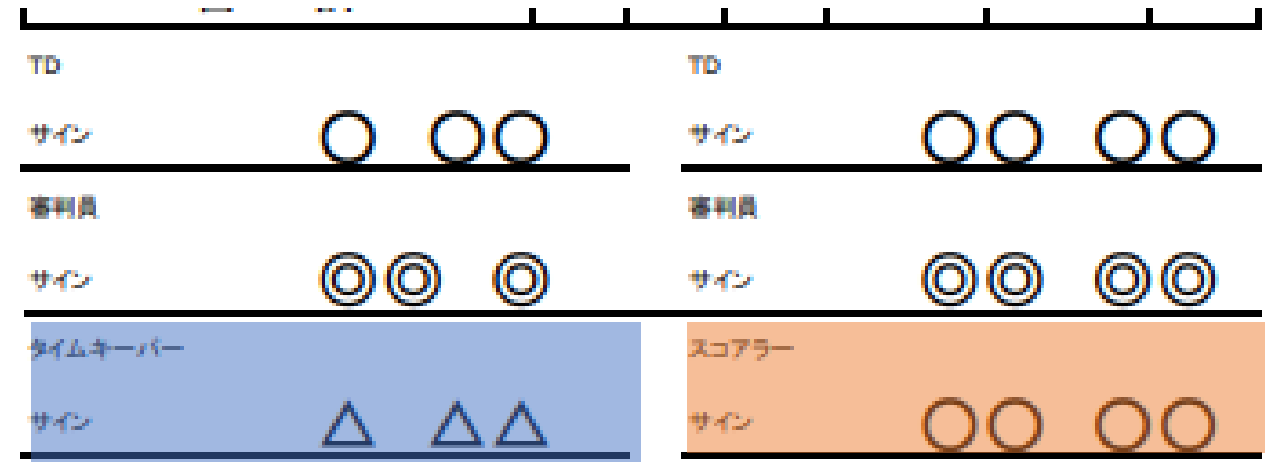 TD
サイン ○ ○○
TD
サイン ○○ ○○
審判員
サイン ◎◎ ◎
審判員
サイン ◎◎ ◎◎
タイムキーパー
サイン △ △△
スコアラー
サイン ○○ ○○